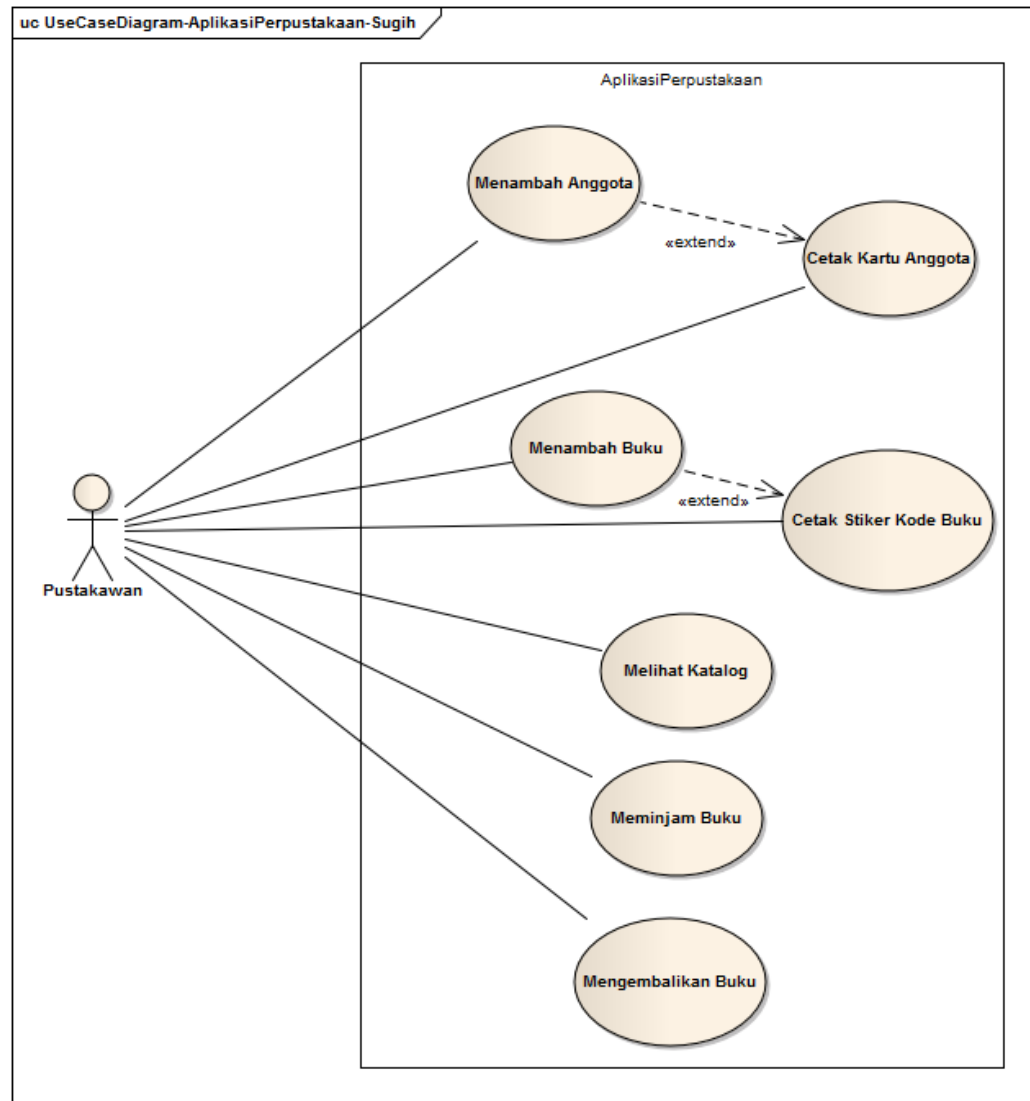 uc UseCaseDiagram-AplikasiPerpustakaan-Sugih
AplikasiPerpustakaan
Menambah Anggota
«extend»
Cetak Kartu Anggota
Menambah Buku
«extend»
Cetak Stiker Kode Buku
Pustakawan
Melihat Katalog
Meminjam Buku
Mengembalikan Buku